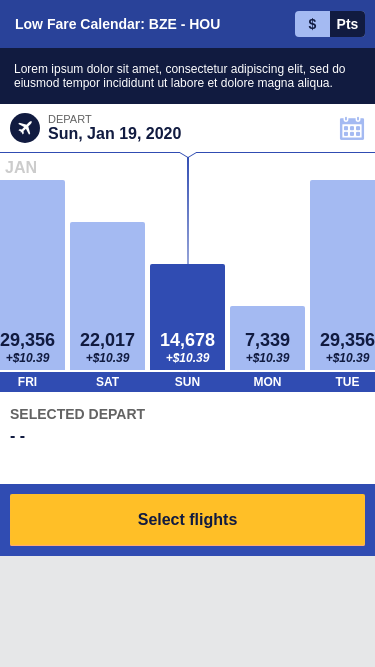 Low Fare Calendar: BZE - HOU
$ Pts
Lorem ipsum dolor sit amet, consectetur adipiscing elit, sed do
eiusmod tempor incididunt ut labore et dolore magna aliqua.
DEPART
Sun, Jan 19, 2020
JAN
29,356 22,017 14,678 7,339 29,356
+$10.39 +$10.39 +$10.39 +$10.39 +$10.39
FRI SAT SUN MON TUE
SELECTED DEPART
- -
Select flights